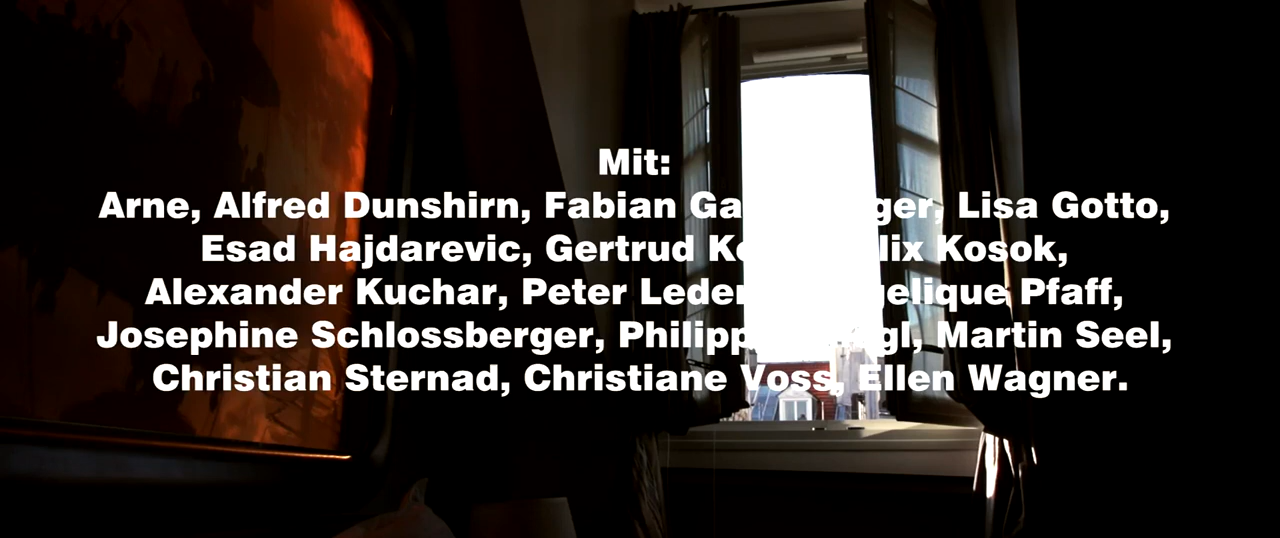 Mit:
Arne, Alfred Dunshirn, Fabian Lisa Gotto,
Esad Hajdarevic, Gertrud Kosok,
Alexander Kuchar, Peter Pfaff,
Josephine Schlossberger, Martin Seel,
Christian Sternad, Christiane Voss, Ellen Wagner.